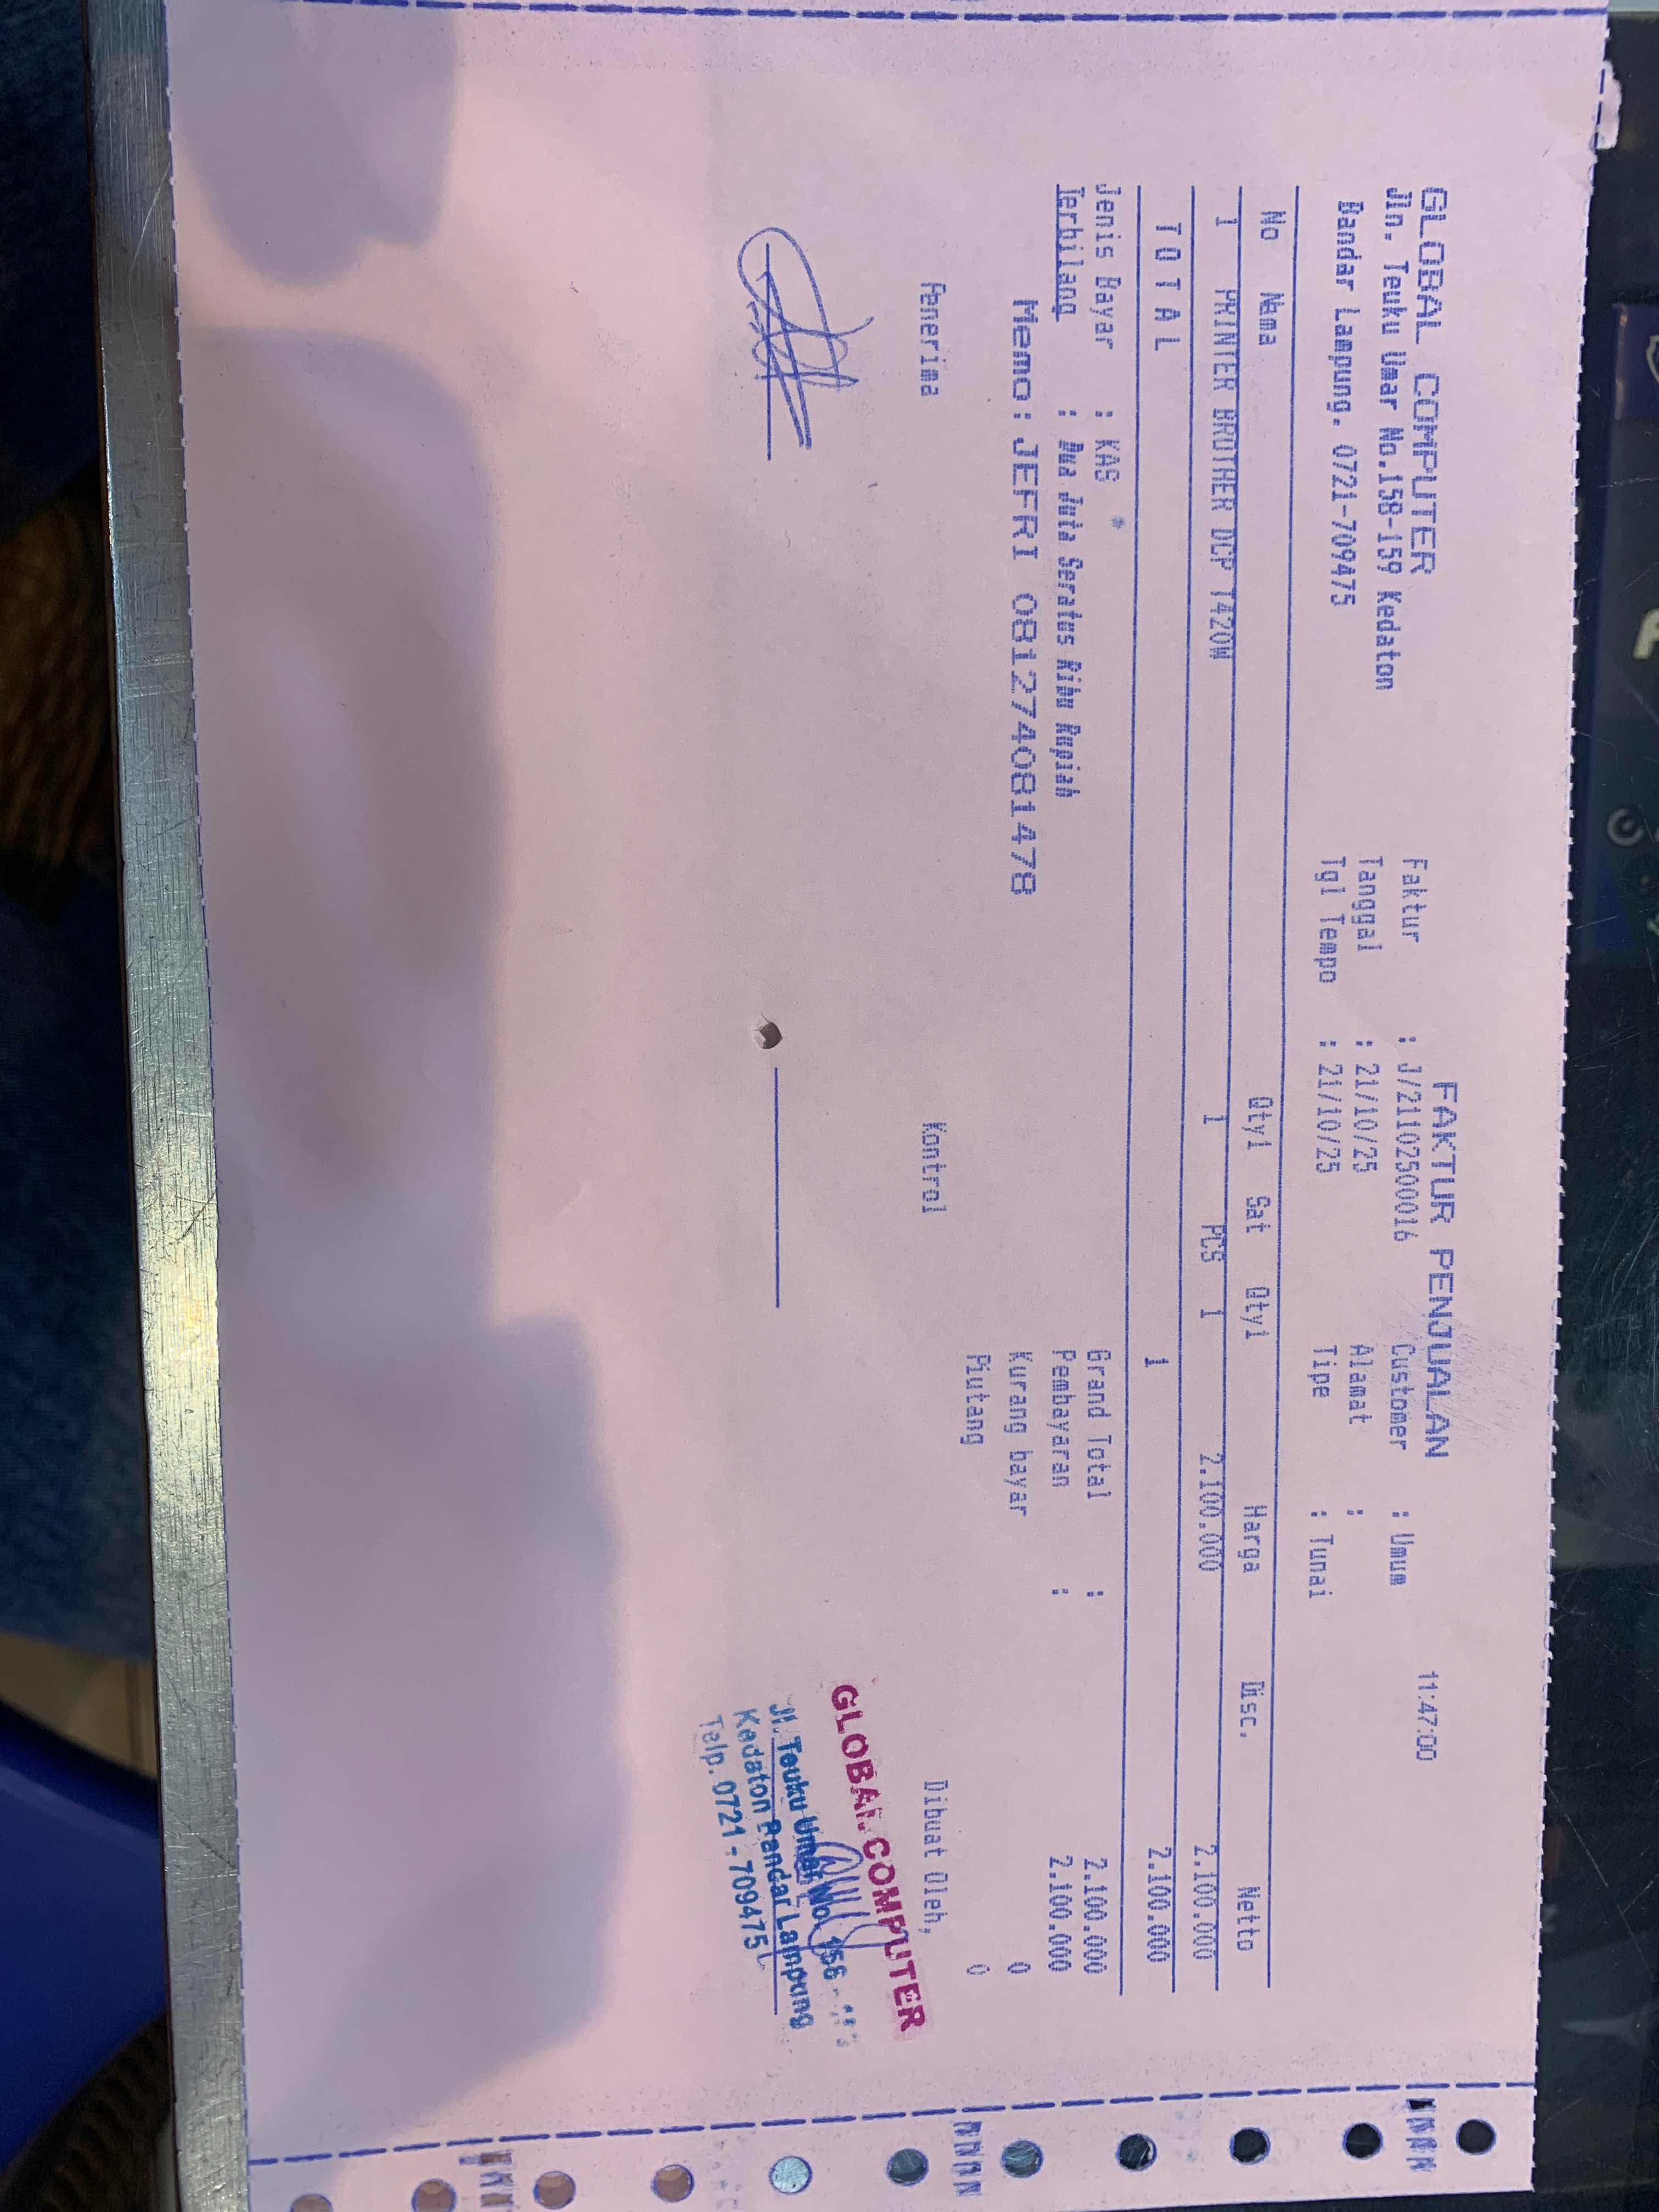 GLOBAL COMPUTER
FAKTUR PENJUALAN 11:47:00
Jln. Teuku Umar No.158-159 Kedaton
Faktur : J/21102500016 Customer : Umum
Bandar Lampung. 0721-709475
Tanggal : 21/10/25 Alamat :
Tgl Tempo : 21/10/25 Tipe : Tunai
No Nama Qty1 Sat Qty1 Harga Disc. Netto
1 PRINTER BROTHER DCP T420W 1 PCS 1 2.100.000 2.100.000
T O T A L 1 2.100.000
Jenis Bayar : KAS Grand Total : 2.100.000
Terbilang : Dua Juta Seratus Ribu Rupiah Pembayaran : 2.100.000
Memo: JEFRI 081274081478 Kurang bayar 0
Piutang 0
Penerima Kontrol Dibuat Oleh,
GLOBAL COMPUTER
Jl. Teuku Umar No.
Kedaton Bandar Lampung
Telp. 0721 - 709475